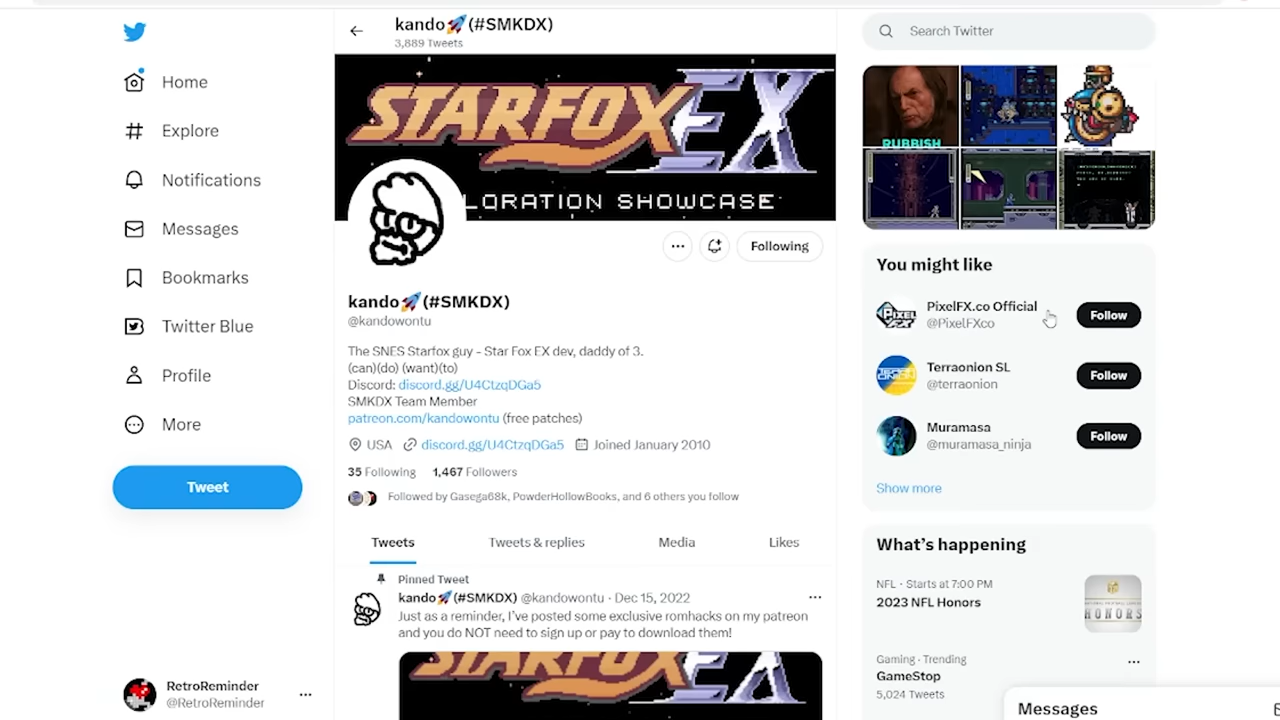 kando🚀(#SMKDX)
3,889 Tweets
Home
Explore
Notifications
Messages
Bookmarks
Twitter Blue
Profile
More
Tweet
RetroReminder
@RetroReminder
STARFOX EX
LORATION SHOWCASE
Following
kando🚀(#SMKDX)
@kandowontu
The SNES Starfox guy - Star Fox EX dev, daddy of 3.
(can)(do) (want)(to)
Discord: discord.gg/U4CtzqDGa5
SMKDX Team Member
patreon.com/kandowontu (free patches)
USA discord.gg/U4CtzqDGa5 Joined January 2010
35 Following 1,467 Followers
Followed by Gasega68k, PowderHollowBooks, and 6 others you follow
Tweets Tweets & replies Media Likes
Pinned Tweet
kando🚀(#SMKDX) @kandowontu · Dec 15, 2022
Just as a reminder, I've posted some exclusive romhacks on my patreon
and you do NOT need to sign up or pay to download them!
STARFOX EX
Search Twitter
RUBBISH
You might like
PixelFX.co Official
@PixelFXco
Follow
Terraonion SL
@terraonion
Follow
Muramasa
@muramasa_ninja
Follow
Show more
What's happening
NFL · Starts at 7:00 PM
2023 NFL Honors
HONORS
Gaming · Trending
GameStop
5,024 Tweets
Messages